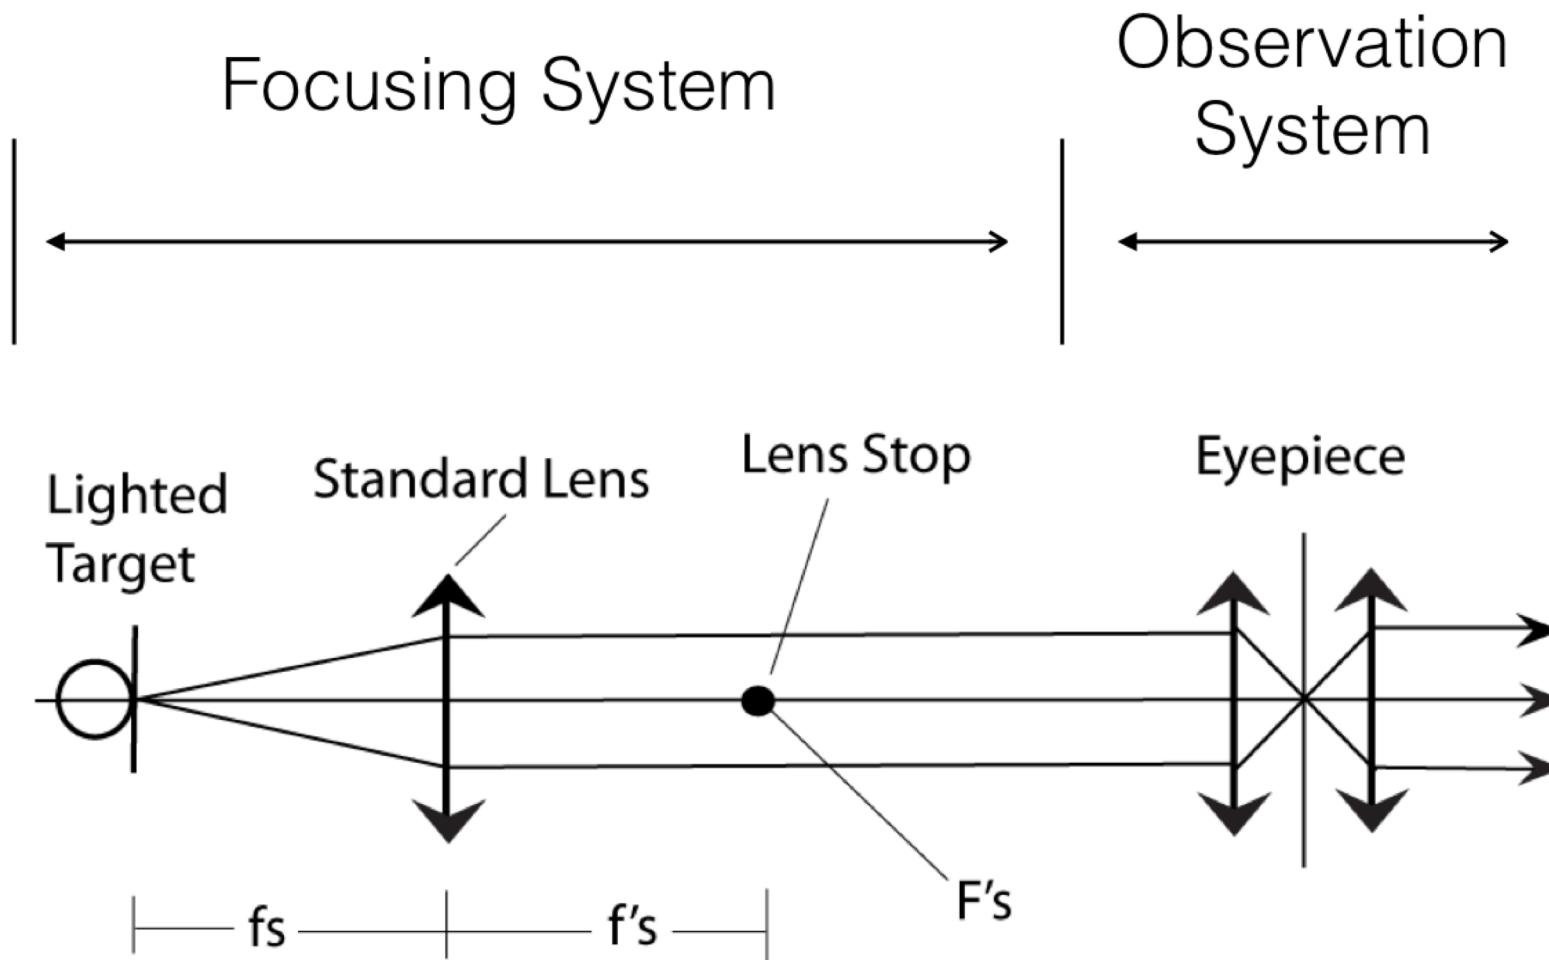 Focusing System
Observation
System
Lighted
Target
Standard Lens
Lens Stop
Eyepiece
fs
f's
F's